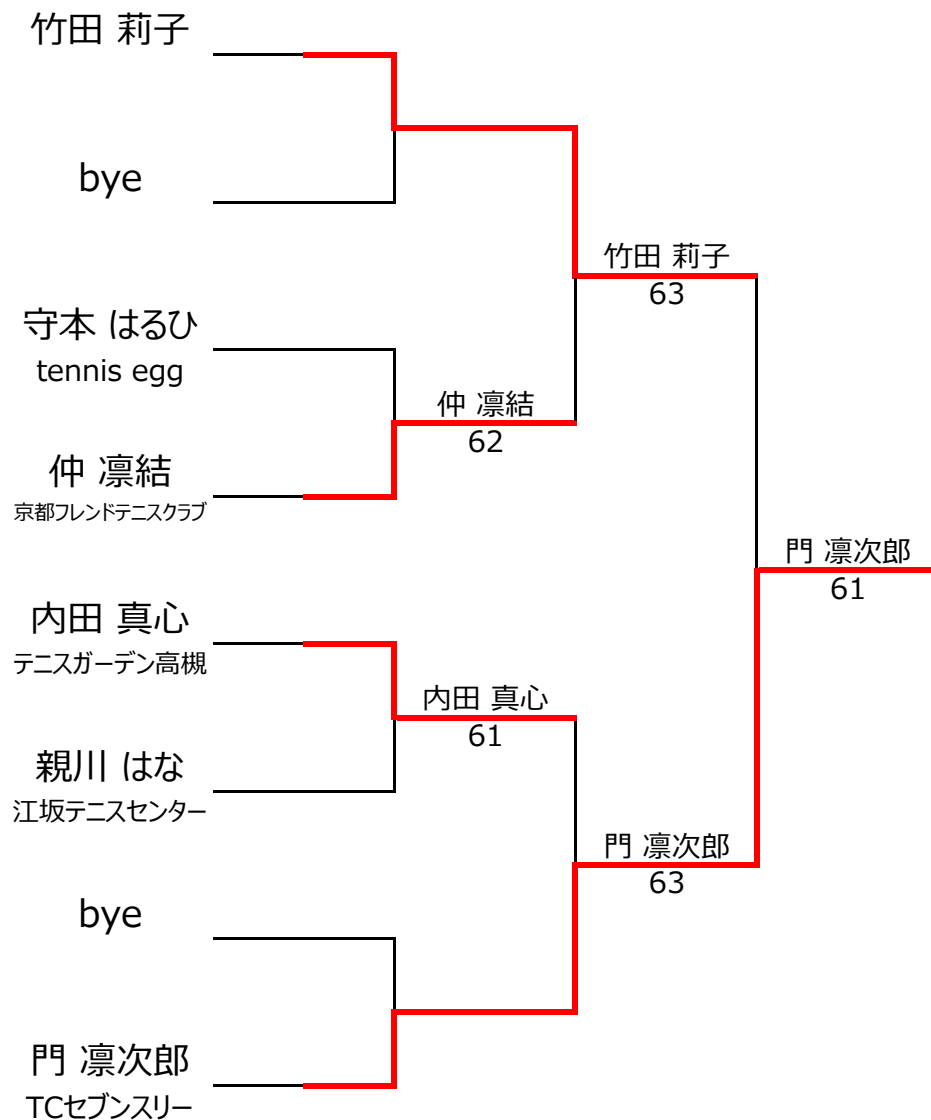 竹田 莉子
bye
守本 はるひ
tennis egg
仲 凛結
京都フレンドテニスクラブ
内田 真心
テニスガーデン高槻
親川 はな
江坂テニスセンター
bye
門 凛次郎
TCセブンスリー
仲 凛結
62
内田 真心
61
竹田 莉子
63
門 凛次郎
63
門 凛次郎
61